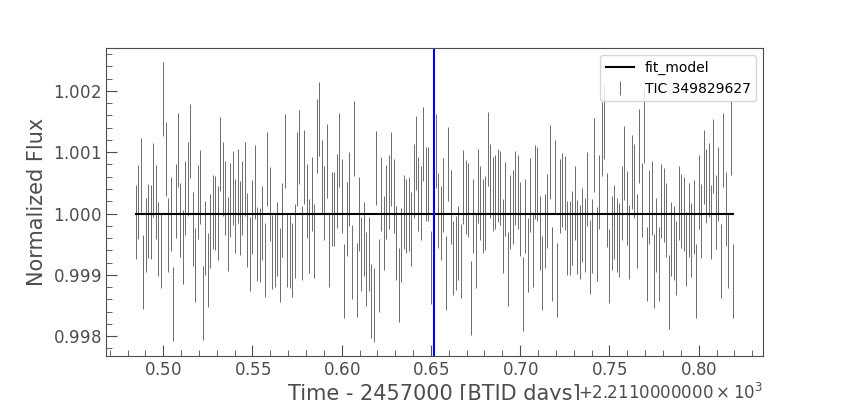 fit_model
TIC 349829627
1.002
1.001
1.000
0.999
0.998
Normalized Flux
0.50 0.55 0.60 0.65 0.70 0.75 0.80
Time - 2457000 [BTJD days]
+2.2110000000 × 10³